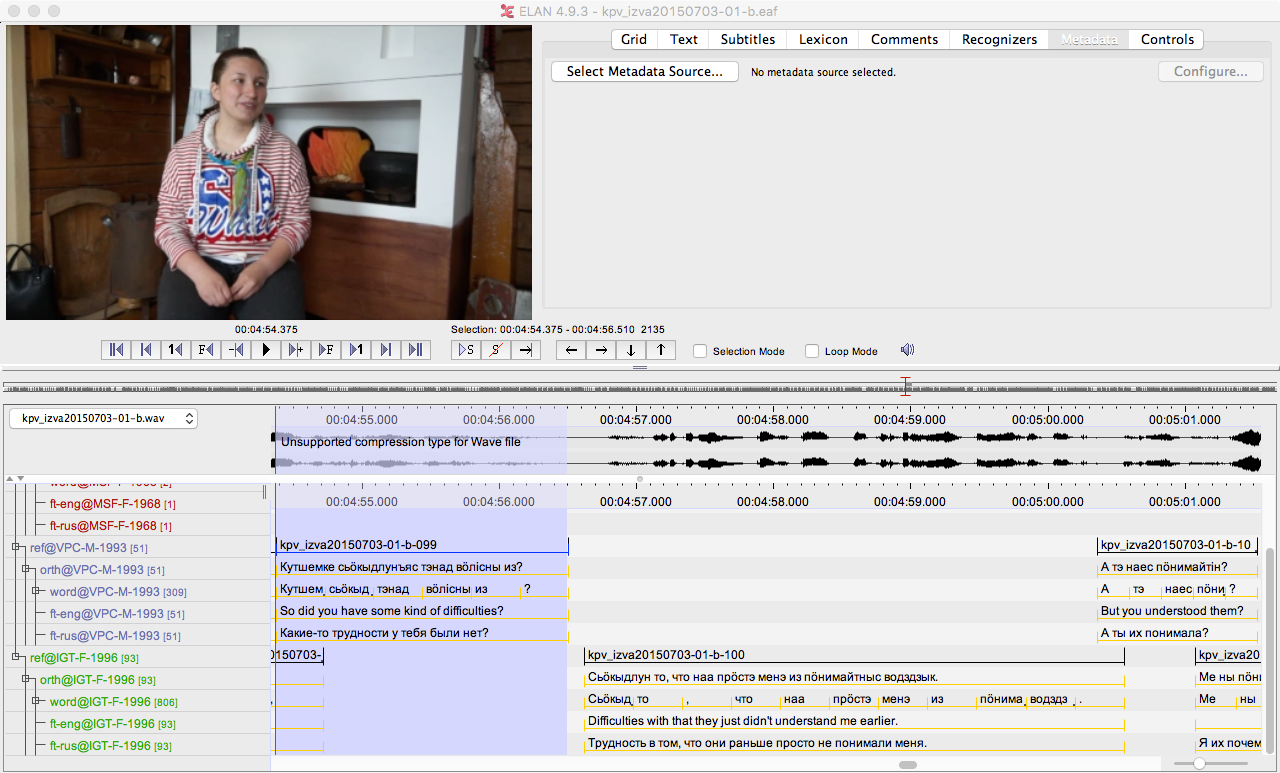 ELAN 4.9.3 - kpv_izva20150703-01-b.eaf
Grid Text Subtitles Lexicon Comments Recognizers Metadata Controls
Select Metadata Source... No metadata source selected. Configure...
00:04:54.375 Selection: 00:04:54.375 - 00:04:56.510 2135
Selection Mode Loop Mode
kpv_izva20150703-01-b.wav
00:04:55.000 00:04:56.000 00:04:57.000 00:04:58.000 00:04:59.000 00:05:00.000 00:05:01.000
Unsupported compression type for Wave file
00:04:55.000 00:04:56.000 00:04:57.000 00:04:58.000 00:04:59.000 00:05:00.000 00:05:01.000
ft-eng@MSF-F-1968 [1]
ft-rus@MSF-F-1968 [1]
ref@VPC-M-1993 [51] kpv_izva20150703-01-b-099 kpv_izva20150703-01-b-10
orth@VPC-M-1993 [51] Кутшемке сьӧкыдлунъяс тэнад вӧлісны из? А тэ наес пӧнимайтін?
word@VPC-M-1993 [309] Кутшем сьӧкыд тэнад вӧлісны из ? А тэ наес пӧни ?
ft-eng@VPC-M-1993 [51] So did you have some kind of difficulties? But you understood them?
ft-rus@VPC-M-1993 [51] Какие-то трудности у тебя были нет? А ты их понимала?
ref@IGT-F-1996 [93] 0150703- kpv_izva20150703-01-b-100 kpv_izva20
orth@IGT-F-1996 [93] Сьӧкыдлун то, что наа прӧстэ менэ из пӧнимайтныс водздзык. Ме ны пӧн
word@IGT-F-1996 [806] , Сьӧкыд то , что наа прӧстэ менэ из пӧнима водздз . Ме ны
ft-eng@IGT-F-1996 [93] Difficulties with that they just didn't understand me earlier.
ft-rus@IGT-F-1996 [93] Трудность в том, что они раньше просто не понимали меня. Я их почем